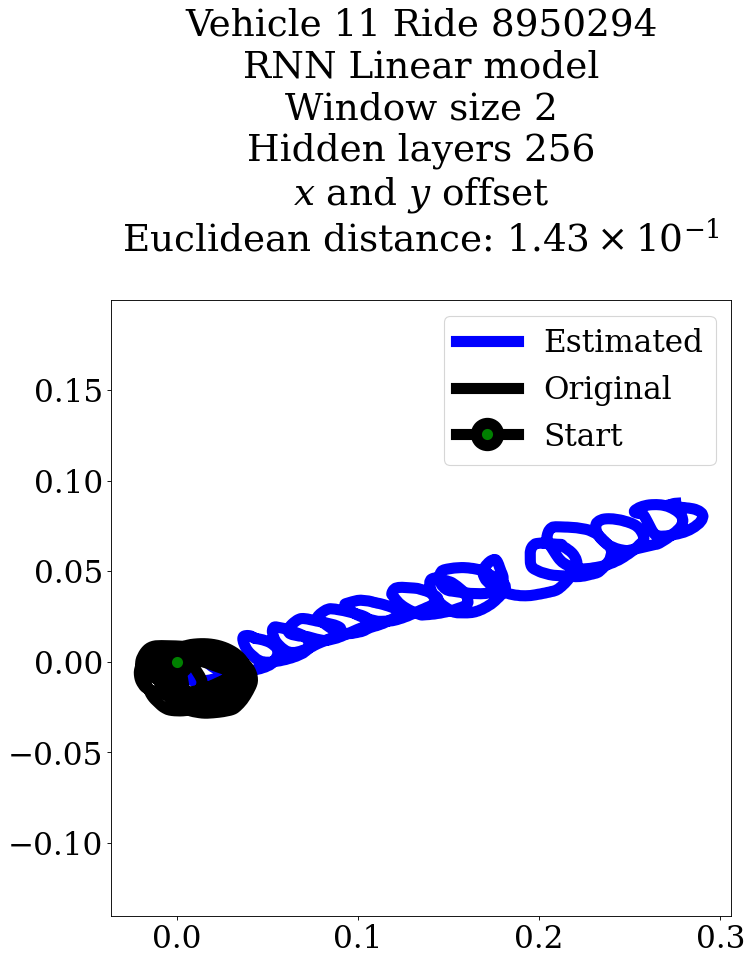 Vehicle 11 Ride 8950294
RNN Linear model
Window size 2
Hidden layers 256
x and y offset
Euclidean distance: 1.43 × 10⁻¹
Estimated
Original
Start
0.15
0.10
0.05
0.00
−0.05
−0.10
0.0 0.1 0.2 0.3